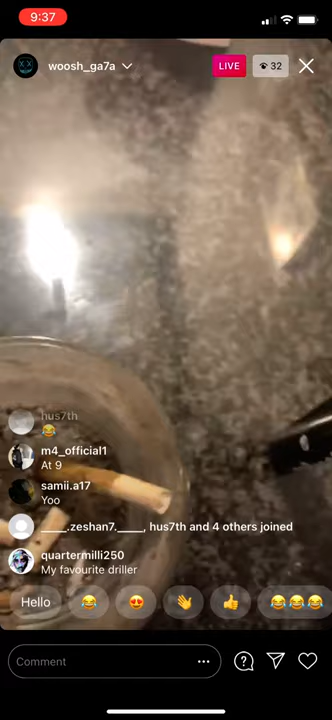 9:37
woosh_ga7a
LIVE
32
hus7th
😂
m4_official1
At 9
samii.a17
Yoo
_____.zeshan7._____, hus7th and 4 others joined
quartermilli250
My favourite driller
Hello 😂 😍 👋 👍 😂😂😂
Comment